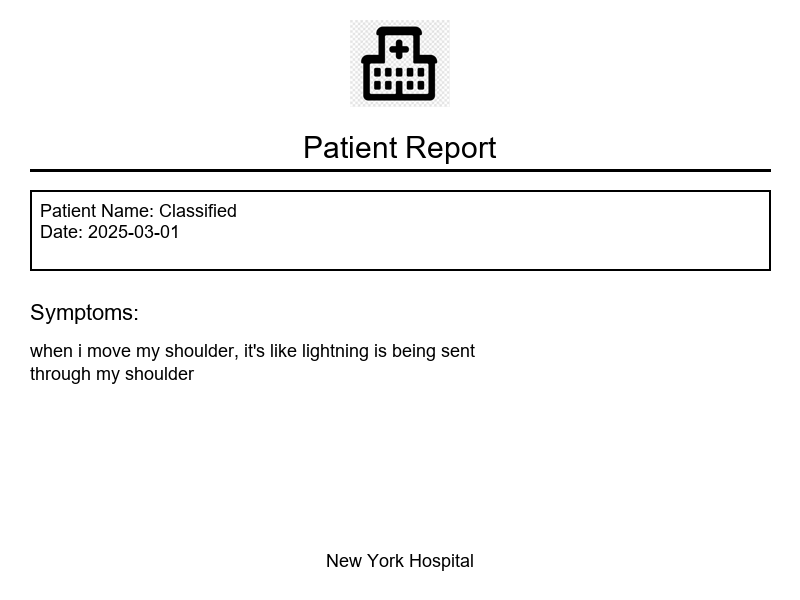 Patient Report
Patient Name: Classified
Date: 2025-03-01
Symptoms:
when i move my shoulder, it's like lightning is being sent
through my shoulder
New York Hospital